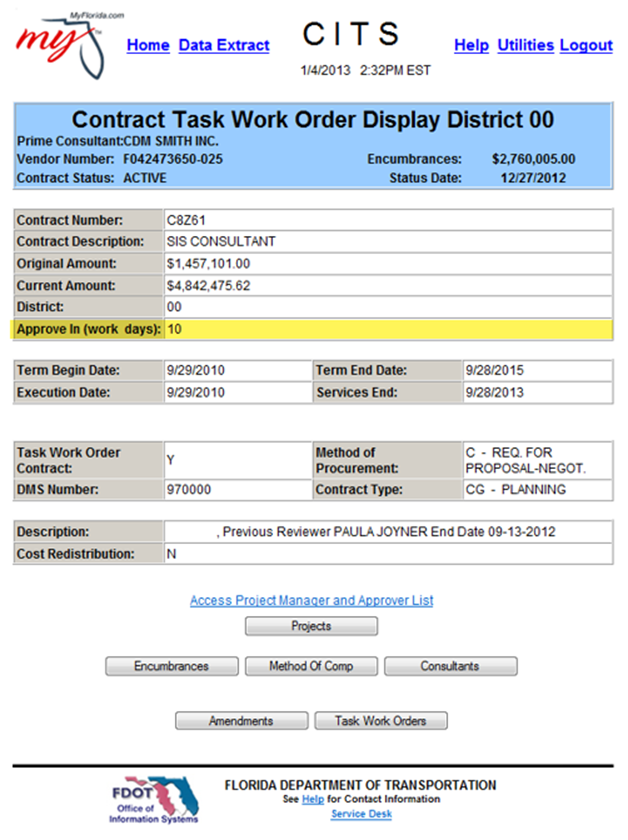 MyFlorida.com
my
TM
Home Data Extract
CITS
1/4/2013 2:32PM EST
Help Utilities Logout
Contract Task Work Order Display District 00
Prime Consultant:CDM SMITH INC.
Vendor Number: F042473650-025 Encumbrances: $2,760,005.00
Contract Status: ACTIVE Status Date: 12/27/2012
Contract Number: C8Z61
Contract Description: SIS CONSULTANT
Original Amount: $1,457,101.00
Current Amount: $4,842,475.62
District: 00
Approve In (work days): 10
Term Begin Date: 9/29/2010 Term End Date: 9/28/2015
Execution Date: 9/29/2010 Services End: 9/28/2013
Task Work Order
Contract: Y
Method of
Procurement: C - REQ. FOR
PROPOSAL-NEGOT.
DMS Number: 970000 Contract Type: CG - PLANNING
Description: , Previous Reviewer PAULA JOYNER End Date 09-13-2012
Cost Redistribution: N
Access Project Manager and Approver List
Projects
Encumbrances Method Of Comp Consultants
Amendments Task Work Orders
FDOT
Office of
Information Systems
FLORIDA DEPARTMENT OF TRANSPORTATION
See Help for Contact Information
Service Desk